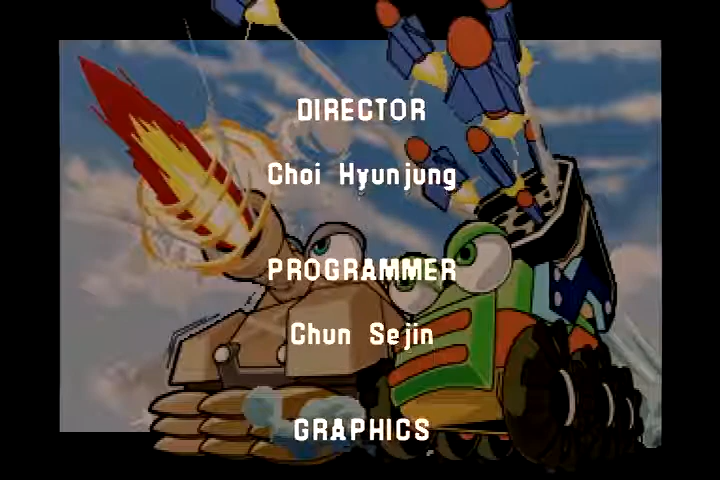 DIRECTOR
Choi Hyunjung
PROGRAMMER
Chun Sejin
GRAPHICS